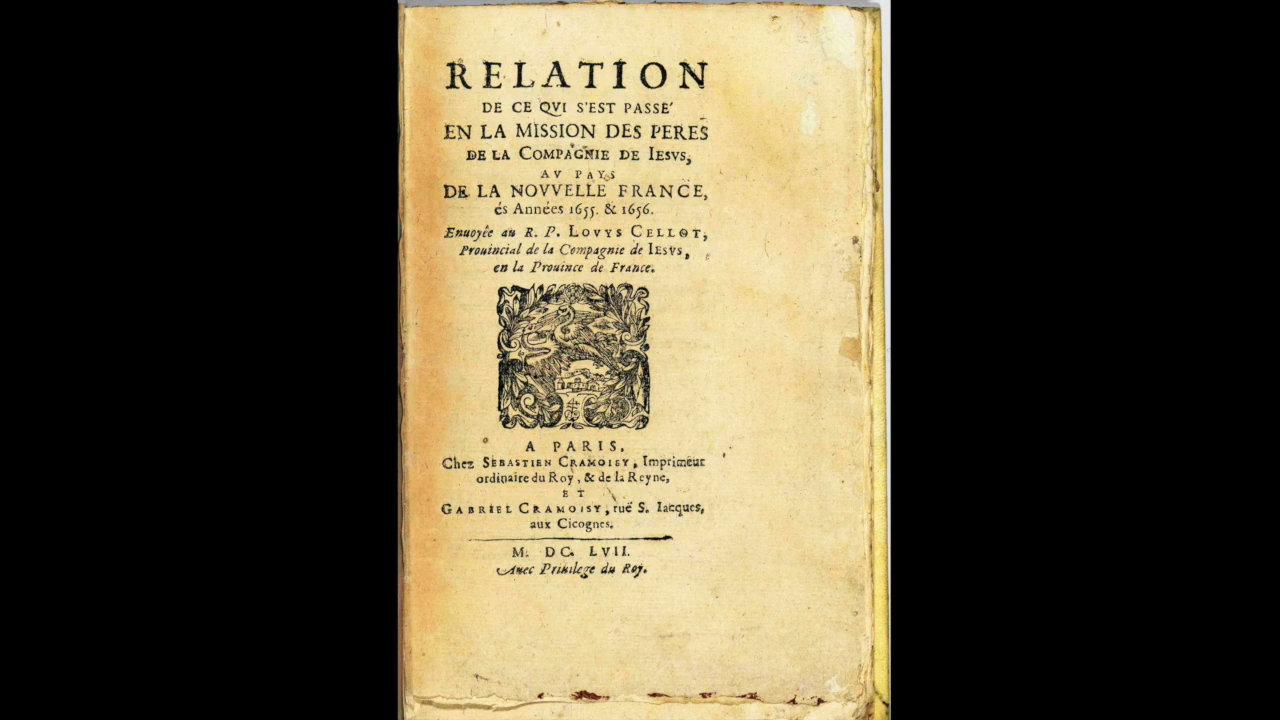 RELATION
DE CE QVI S'EST PASSE'
EN LA MISSION DES PERES
DE LA COMPAGNIE DE IESVS,
AV PAYS
DE LA NOVVELLE FRANCE,
és Années 1655. & 1656.
Enuoyée au R. P. LOVYS CELLOT,
Prouincial de la Compagnie de IESVS,
en la Prouince de France.
A PARIS,
Chez SEBASTIEN CRAMOISY, Imprimeur
ordinaire du Roy, & de la Reyne,
ET
GABRIEL CRAMOISY, ruë S. Iacques,
aux Cicognes.
M. DC. LVII.
Auec Priuilege du Roy.